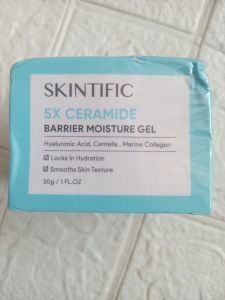 SKINTIFIC
5X CERAMIDE
BARRIER MOISTURE GEL
Hyaluronic Acid, Centella , Marine Collagen
Locks In Hydration
Smooths Skin Texture
30g / 1 FL.OZ